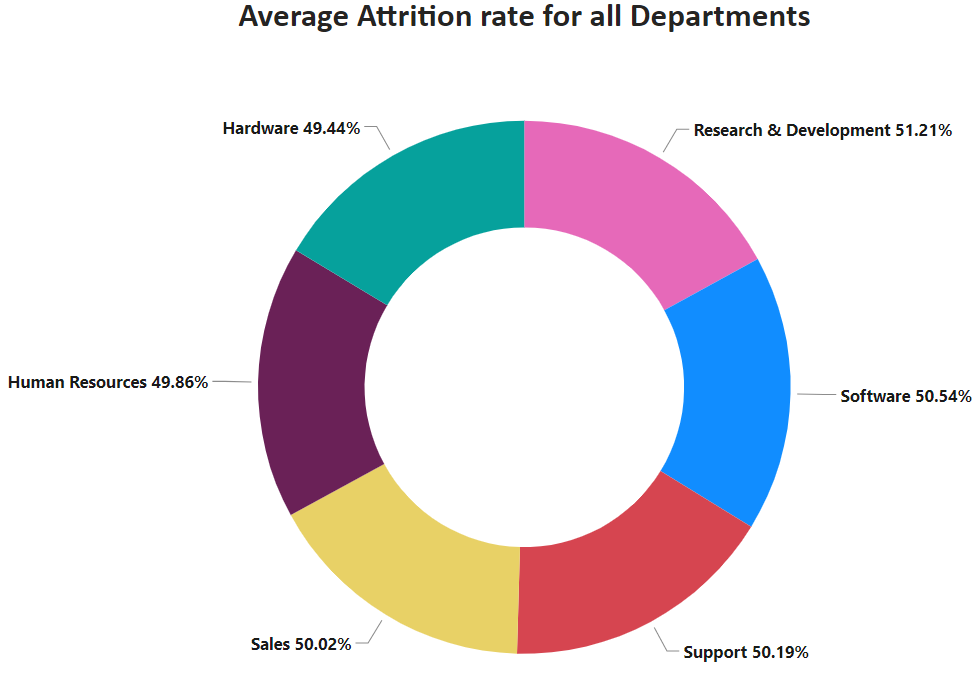 Average Attrition rate for all Departments
Hardware 49.44%
Research & Development 51.21%
Human Resources 49.86%
Software 50.54%
Sales 50.02%
Support 50.19%